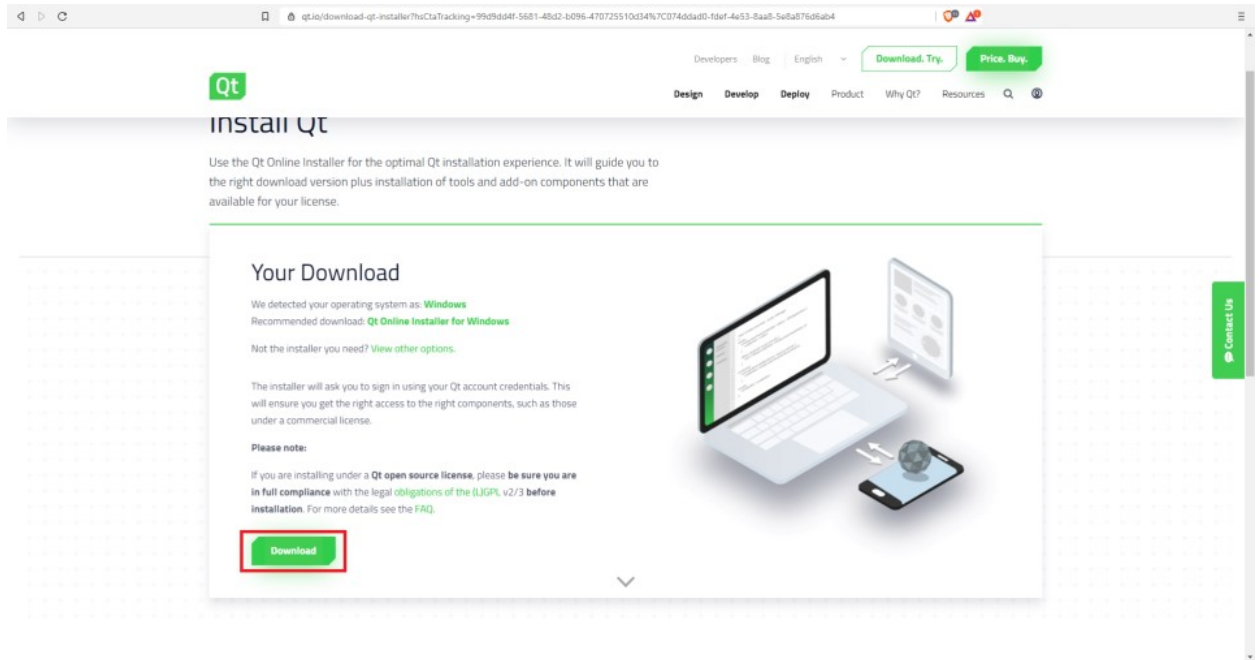 qt.io/download-qt-installer?hsCtaTracking=99d9dd4f-5681-48d2-b096-470725510d34%7C074ddad0-fdef-4e53-8aa8-5e8a876d6ab4
Developers Blog English Download. Try. Price. Buy.
Qt
Design Develop Deploy Product Why Qt? Resources
Install Qt
Use the Qt Online Installer for the optimal Qt installation experience. It will guide you to
the right download version plus installation of tools and add-on components that are
available for your license.
Your Download
We detected your operating system as: Windows
Recommended download: Qt Online Installer for Windows
Not the installer you need? View other options.
The installer will ask you to sign in using your Qt account credentials. This
will ensure you get the right access to the right components, such as those
under a commercial license.
Please note:
If you are installing under a Qt open source license, please be sure you are
in full compliance with the legal obligations of the (L)GPL v2/3 before
installation. For more details see the FAQ.
Download
Contact Us